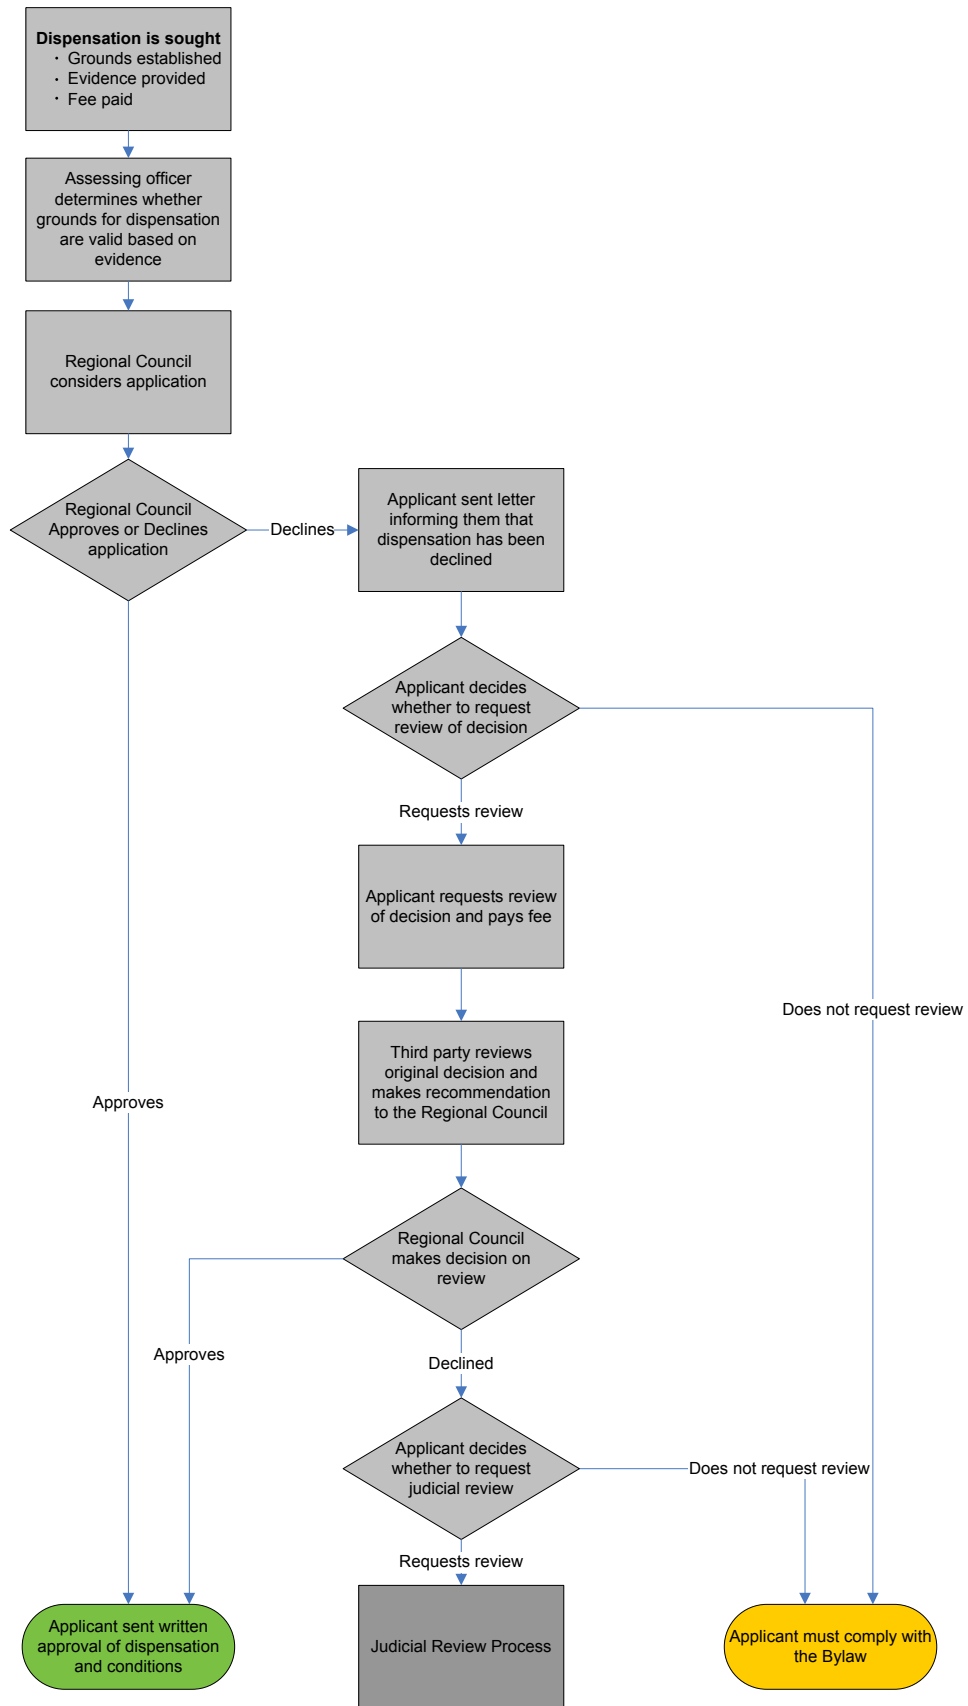 Dispensation is sought
· Grounds established
· Evidence provided
· Fee paid
Assessing officer
determines whether
grounds for dispensation
are valid based on
evidence
Regional Council
considers application
Regional Council
Approves or Declines
application
Declines
Applicant sent letter
informing them that
dispensation has been
declined
Applicant decides
whether to request
review of decision
Requests review
Applicant requests review
of decision and pays fee
Does not request review
Third party reviews
original decision and
makes recommendation
to the Regional Council
Approves
Regional Council
makes decision on
review
Approves
Declined
Applicant decides
whether to request
judicial review
Does not request review
Requests review
Applicant sent written
approval of dispensation
and conditions
Judicial Review Process
Applicant must comply with
the Bylaw